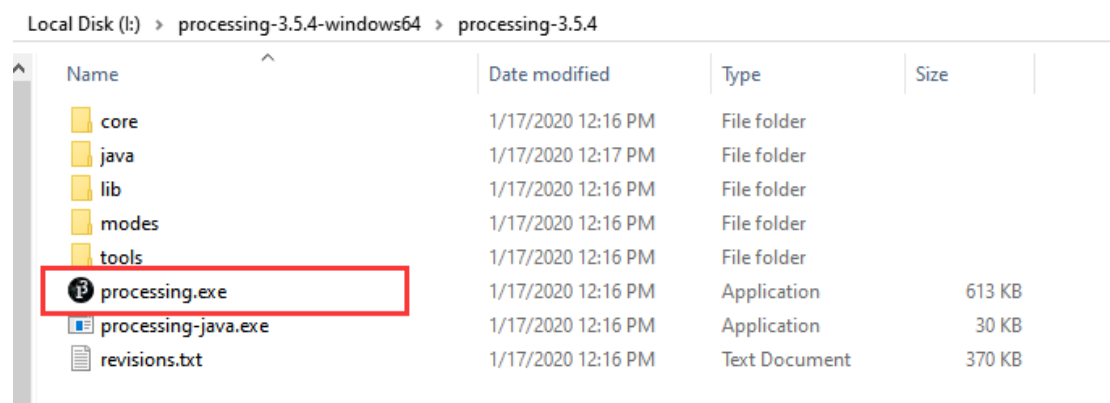 Local Disk (I:) > processing-3.5.4-windows64 > processing-3.5.4
Name Date modified Type Size
core 1/17/2020 12:16 PM File folder
java 1/17/2020 12:17 PM File folder
lib 1/17/2020 12:16 PM File folder
modes 1/17/2020 12:16 PM File folder
tools 1/17/2020 12:16 PM File folder
processing.exe 1/17/2020 12:16 PM Application 613 KB
processing-java.exe 1/17/2020 12:16 PM Application 30 KB
revisions.txt 1/17/2020 12:16 PM Text Document 370 KB